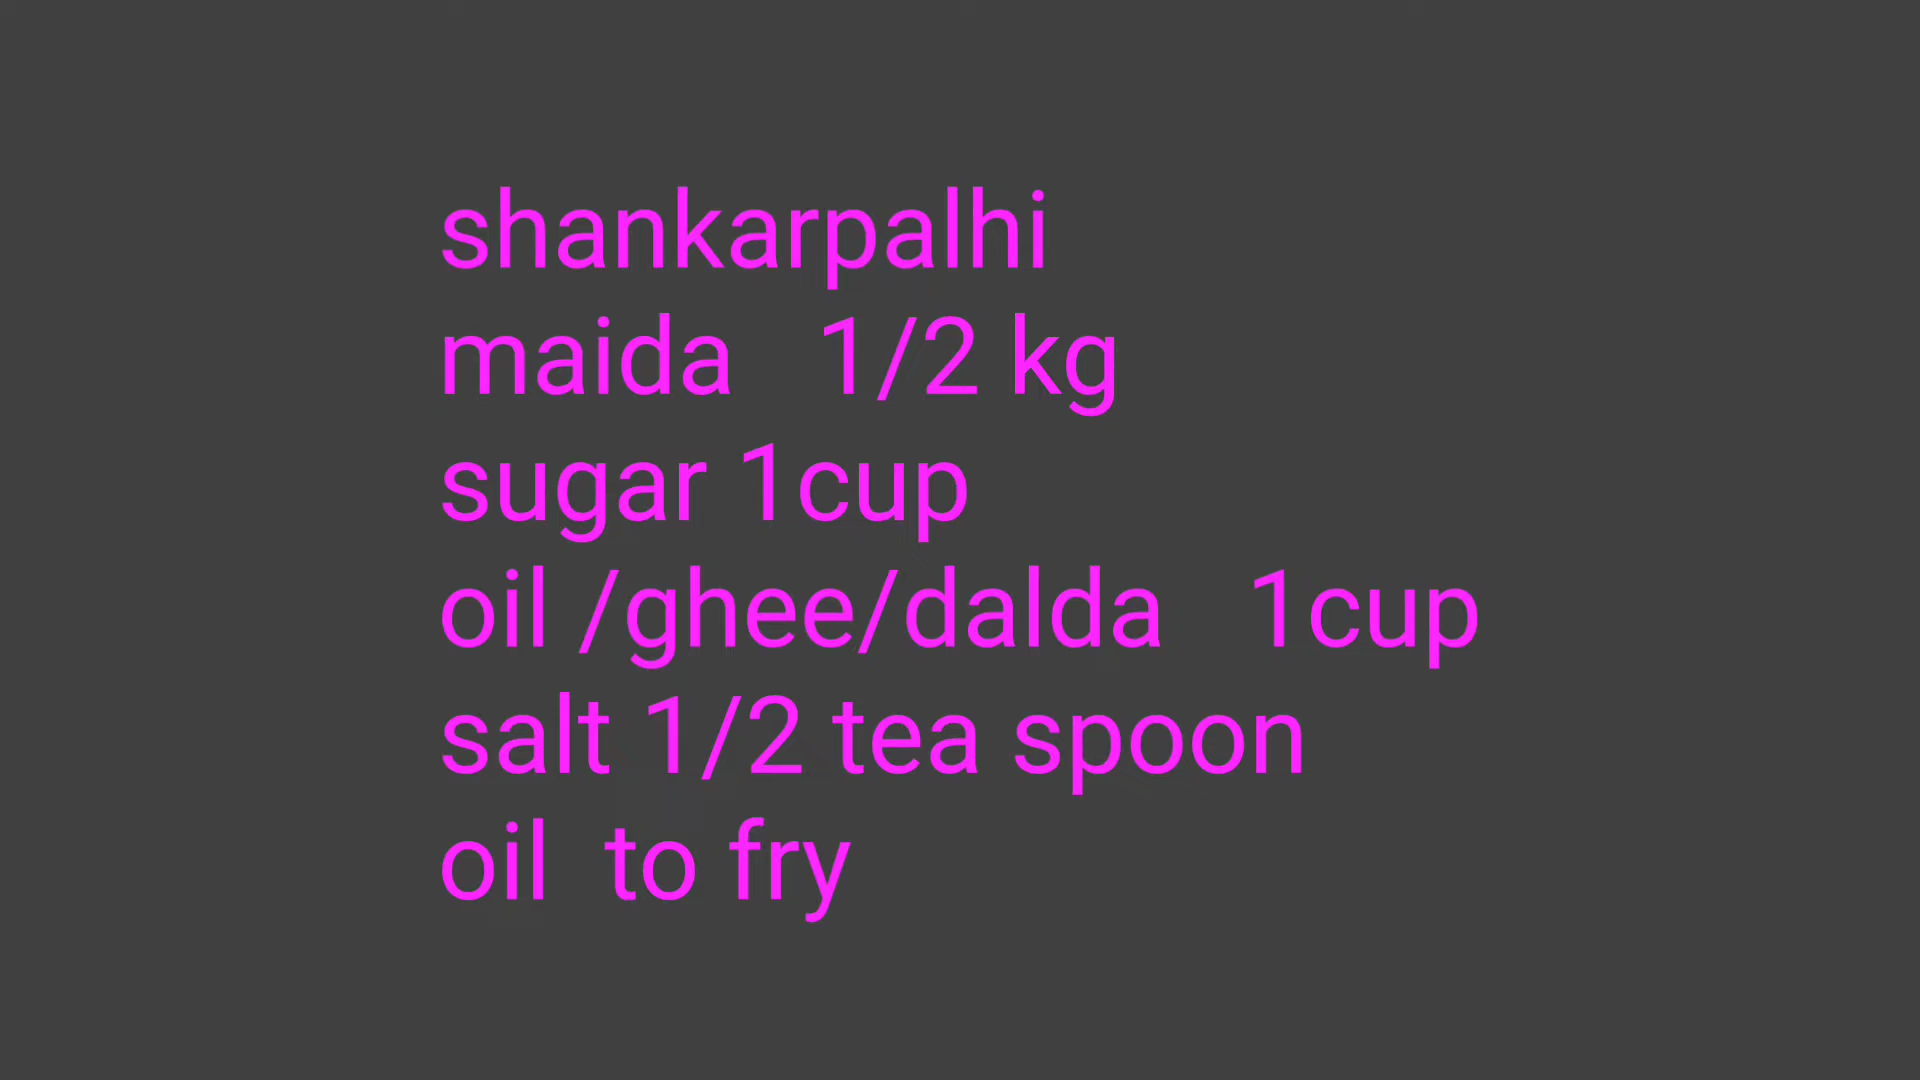 shankarpalhi
maida   1/2 kg
sugar 1cup
oil /ghee/dalda   1cup
salt 1/2 tea spoon
oil  to fry